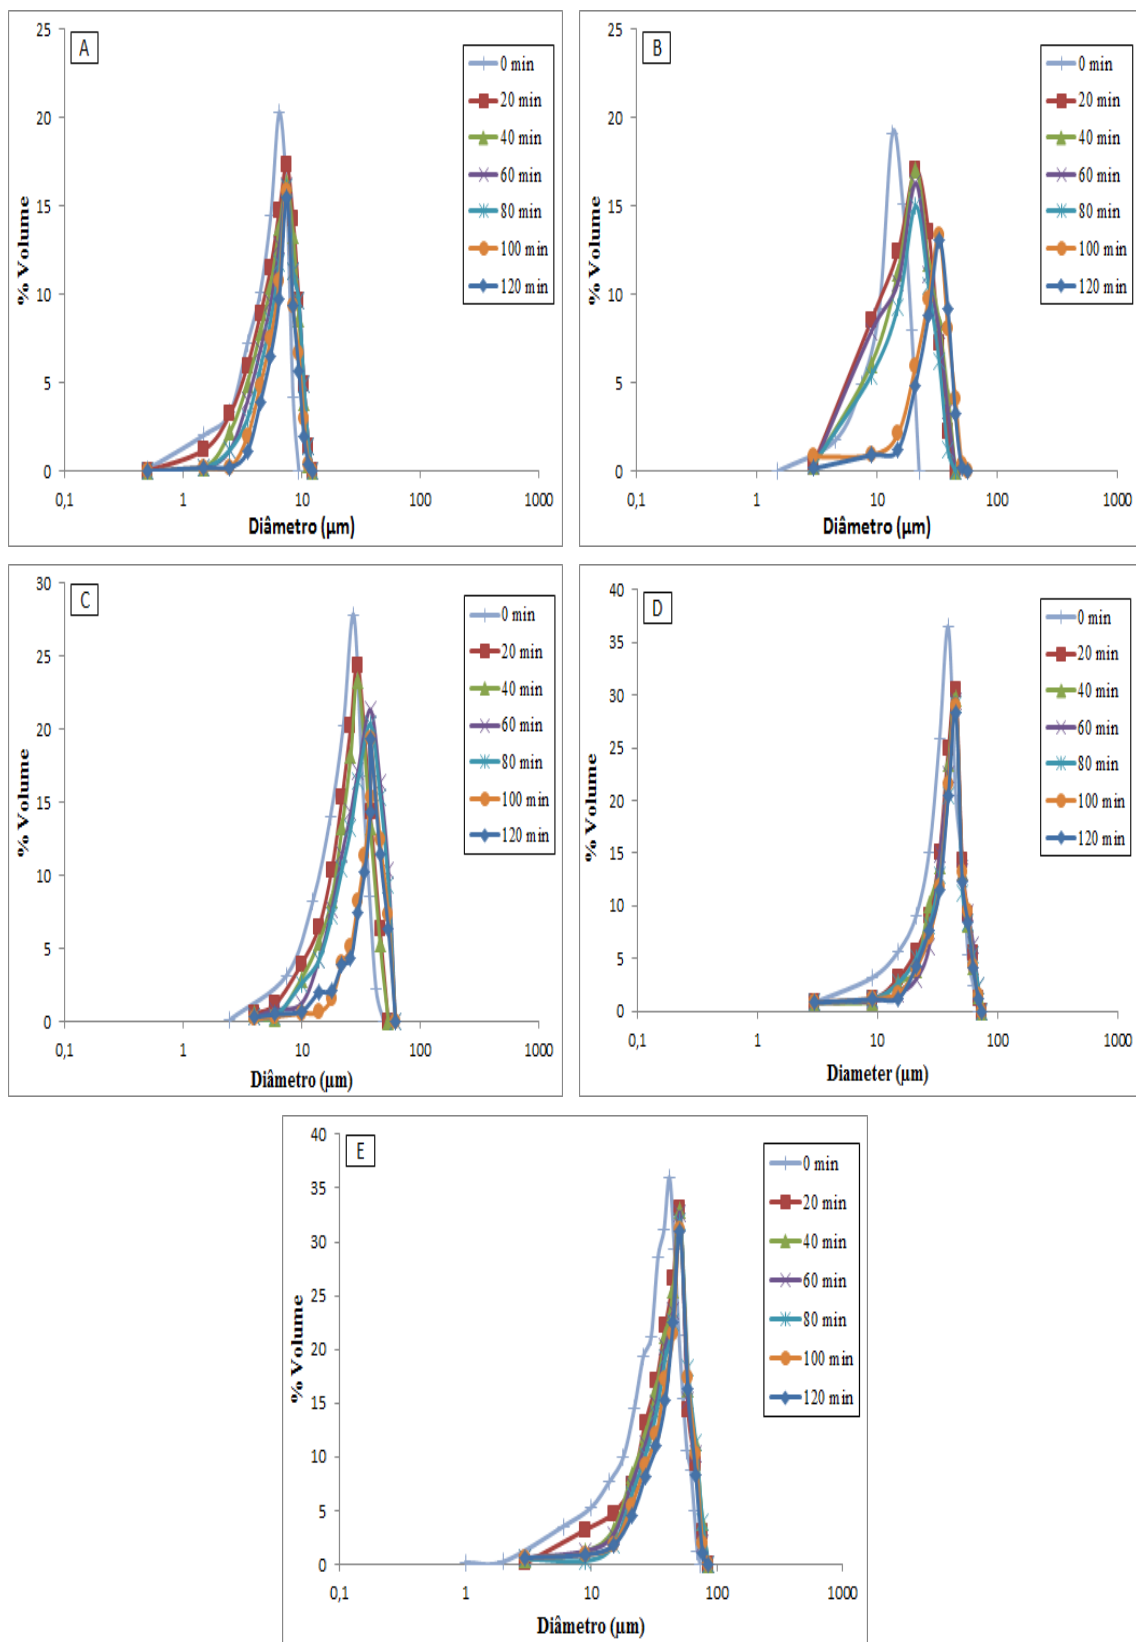 A
25
20
15
10
5
0
% Volume
0,1 1 10 100 1000
Diâmetro (µm)
0 min
20 min
40 min
60 min
80 min
100 min
120 min
B
25
20
15
10
5
0
% Volume
0,1 1 10 100 1000
Diâmetro (µm)
0 min
20 min
40 min
60 min
80 min
100 min
120 min
C
30
25
20
15
10
5
0
% Volume
0,1 1 10 100 1000
Diâmetro (µm)
0 min
20 min
40 min
60 min
80 min
100 min
120 min
D
40
35
30
25
20
15
10
5
0
% Volume
0,1 1 10 100 1000
Diameter (µm)
0 min
20 min
40 min
60 min
80 min
100 min
120 min
E
40
35
30
25
20
15
10
5
0
% Volume
0,1 1 10 100 1000
Diâmetro (µm)
0 min
20 min
40 min
60 min
80 min
100 min
120 min